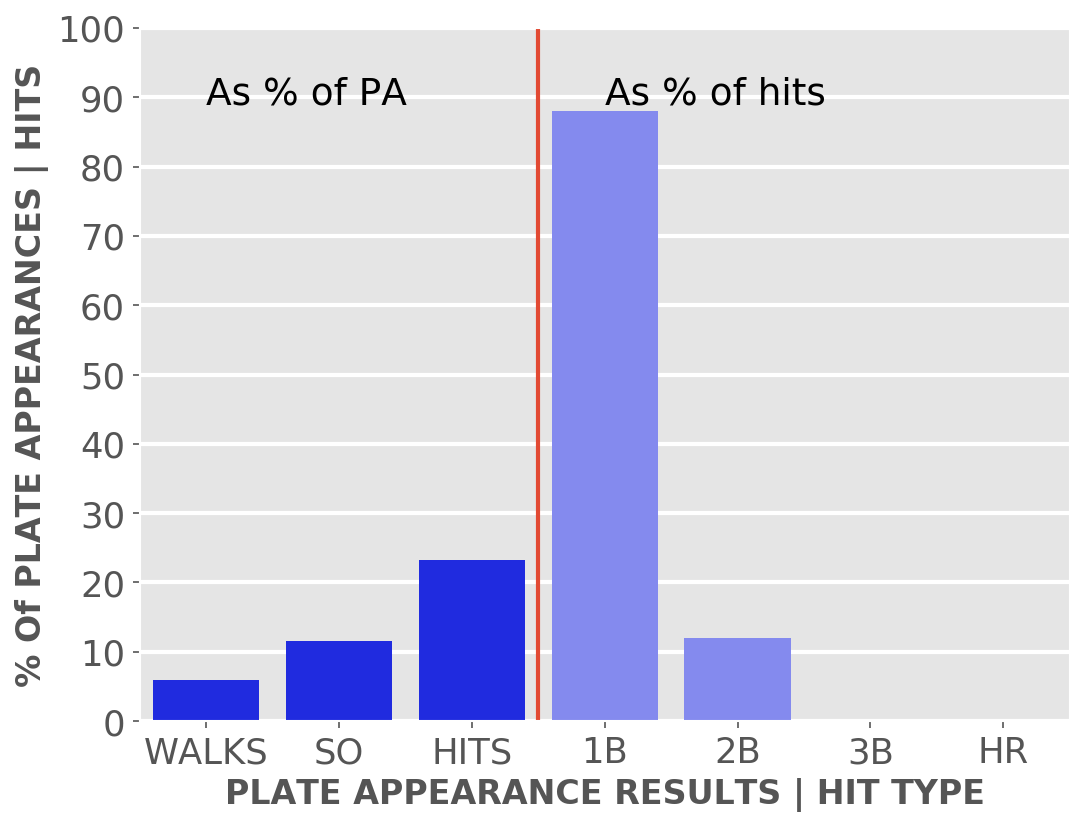 % Of PLATE APPEARANCES | HITS
100
90
80
70
60
50
40
30
20
10
0
As % of PA
As % of hits
WALKS SO HITS 1B 2B 3B HR
PLATE APPEARANCE RESULTS | HIT TYPE